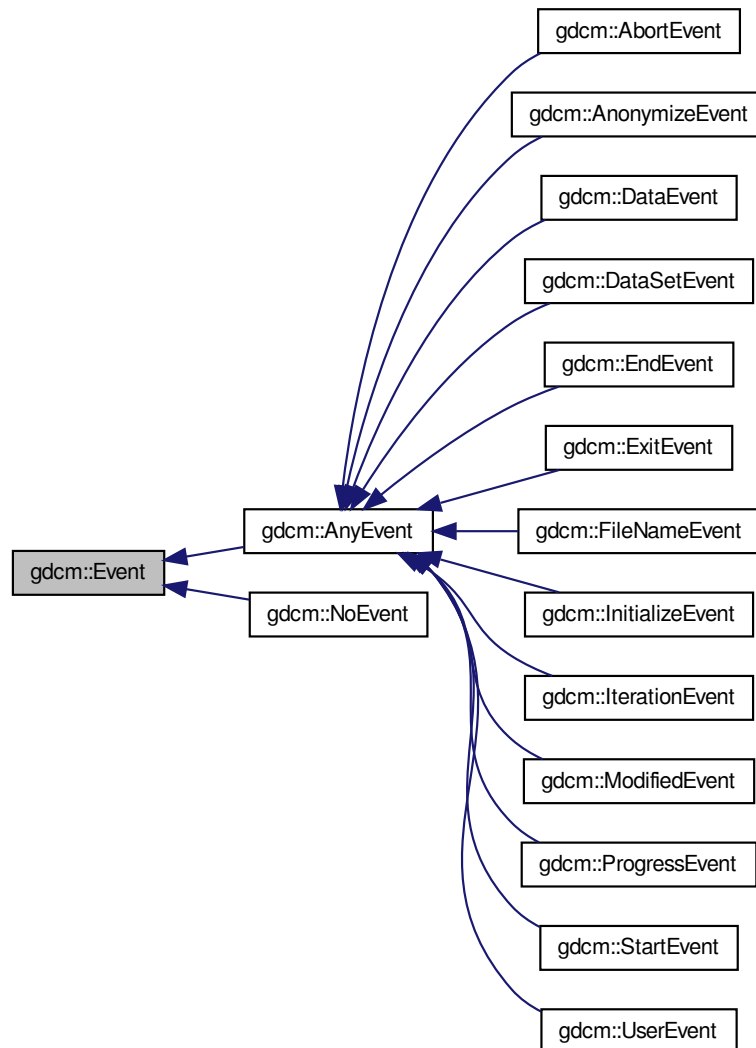 gdcm::AbortEvent
gdcm::AnonymizeEvent
gdcm::DataEvent
gdcm::DataSetEvent
gdcm::EndEvent
gdcm::ExitEvent
gdcm::AnyEvent
gdcm::FileNameEvent
gdcm::Event
gdcm::NoEvent
gdcm::InitializeEvent
gdcm::IterationEvent
gdcm::ModifiedEvent
gdcm::ProgressEvent
gdcm::StartEvent
gdcm::UserEvent